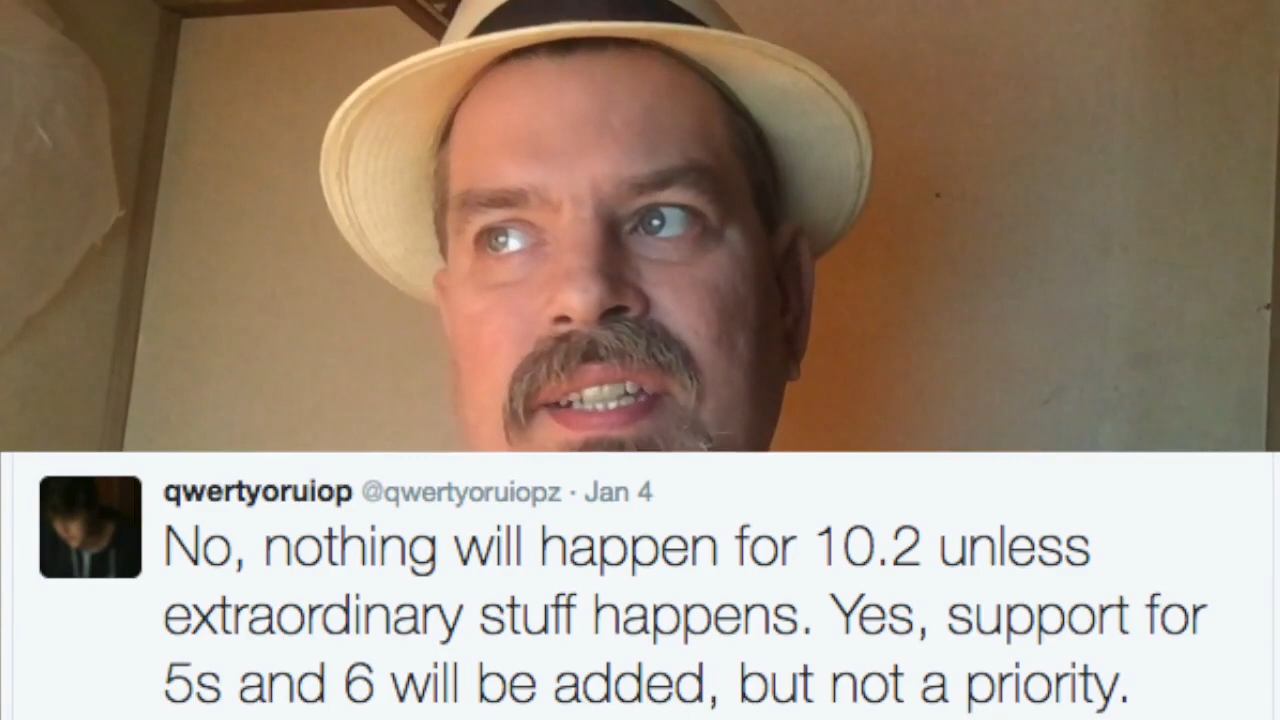 qwertyoruiop @qwertyoruiopz · Jan 4
No, nothing will happen for 10.2 unless
extraordinary stuff happens. Yes, support for
5s and 6 will be added, but not a priority.